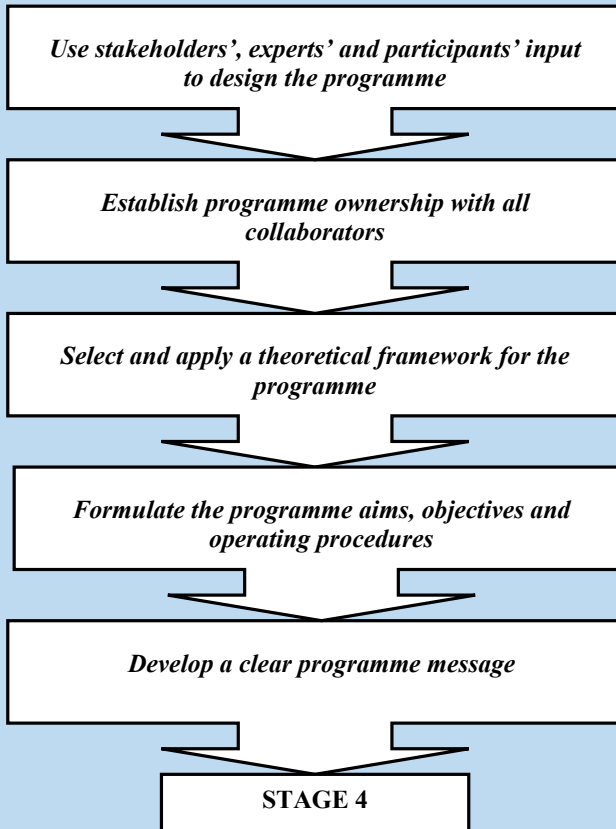 Use stakeholders’, experts’ and participants’ input
to design the programme
Establish programme ownership with all
collaborators
Select and apply a theoretical framework for the
programme
Formulate the programme aims, objectives and
operating procedures
Develop a clear programme message
STAGE 4